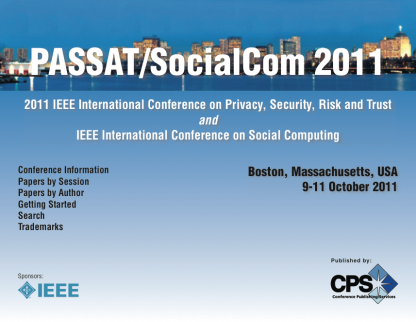 PASSAT/SocialCom 2011
2011 IEEE International Conference on Privacy, Security, Risk and Trust
and
IEEE International Conference on Social Computing
Conference Information
Papers by Session
Papers by Author
Getting Started
Search
Trademarks
Boston, Massachusetts, USA
9-11 October 2011
Sponsors:
IEEE
Published by:
CPS
Conference Publishing Services